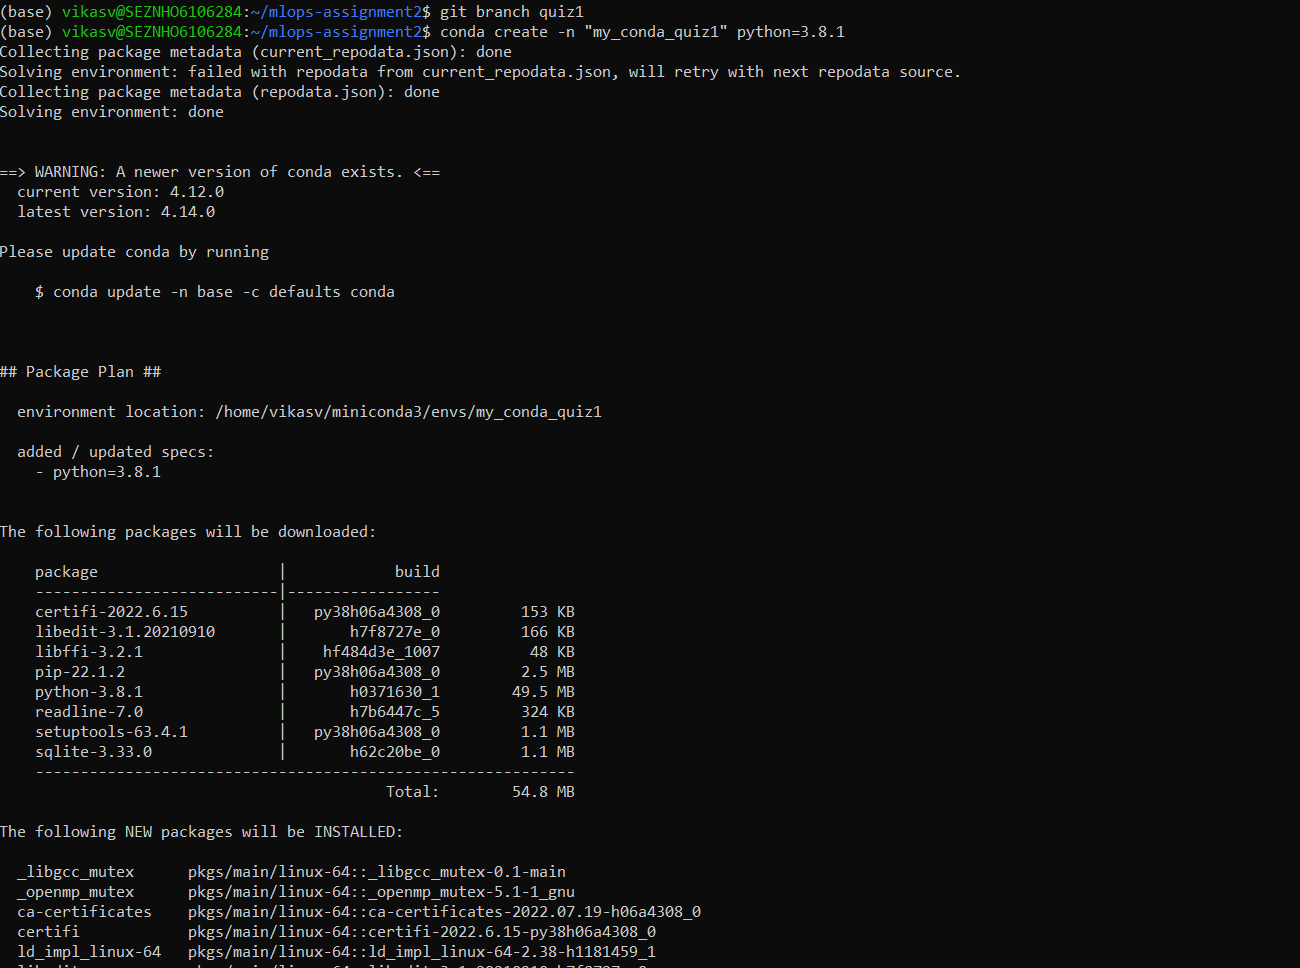 (base) vikasv@SEZNHO6106284:~/mlops-assignment2$ git branch quiz1
(base) vikasv@SEZNHO6106284:~/mlops-assignment2$ conda create -n "my_conda_quiz1" python=3.8.1
Collecting package metadata (current_repodata.json): done
Solving environment: failed with repodata from current_repodata.json, will retry with next repodata source.
Collecting package metadata (repodata.json): done
Solving environment: done
==> WARNING: A newer version of conda exists. <==
current version: 4.12.0
latest version: 4.14.0
Please update conda by running
$ conda update -n base -c defaults conda
## Package Plan ##
environment location: /home/vikasv/miniconda3/envs/my_conda_quiz1
added / updated specs:
- python=3.8.1
The following packages will be downloaded:
package | build
---------------------------|-----------------
certifi-2022.6.15 | py38h06a4308_0 153 KB
libedit-3.1.20210910 | h7f8727e_0 166 KB
libffi-3.2.1 | hf484d3e_1007 48 KB
pip-22.1.2 | py38h06a4308_0 2.5 MB
python-3.8.1 | h0371630_1 49.5 MB
readline-7.0 | h7b6447c_5 324 KB
setuptools-63.4.1 | py38h06a4308_0 1.1 MB
sqlite-3.33.0 | h62c20be_0 1.1 MB
------------------------------------------------------------
Total: 54.8 MB
The following NEW packages will be INSTALLED:
_libgcc_mutex pkgs/main/linux-64::_libgcc_mutex-0.1-main
_openmp_mutex pkgs/main/linux-64::_openmp_mutex-5.1-1_gnu
ca-certificates pkgs/main/linux-64::ca-certificates-2022.07.19-h06a4308_0
certifi pkgs/main/linux-64::certifi-2022.6.15-py38h06a4308_0
ld_impl_linux-64 pkgs/main/linux-64::ld_impl_linux-64-2.38-h1181459_1